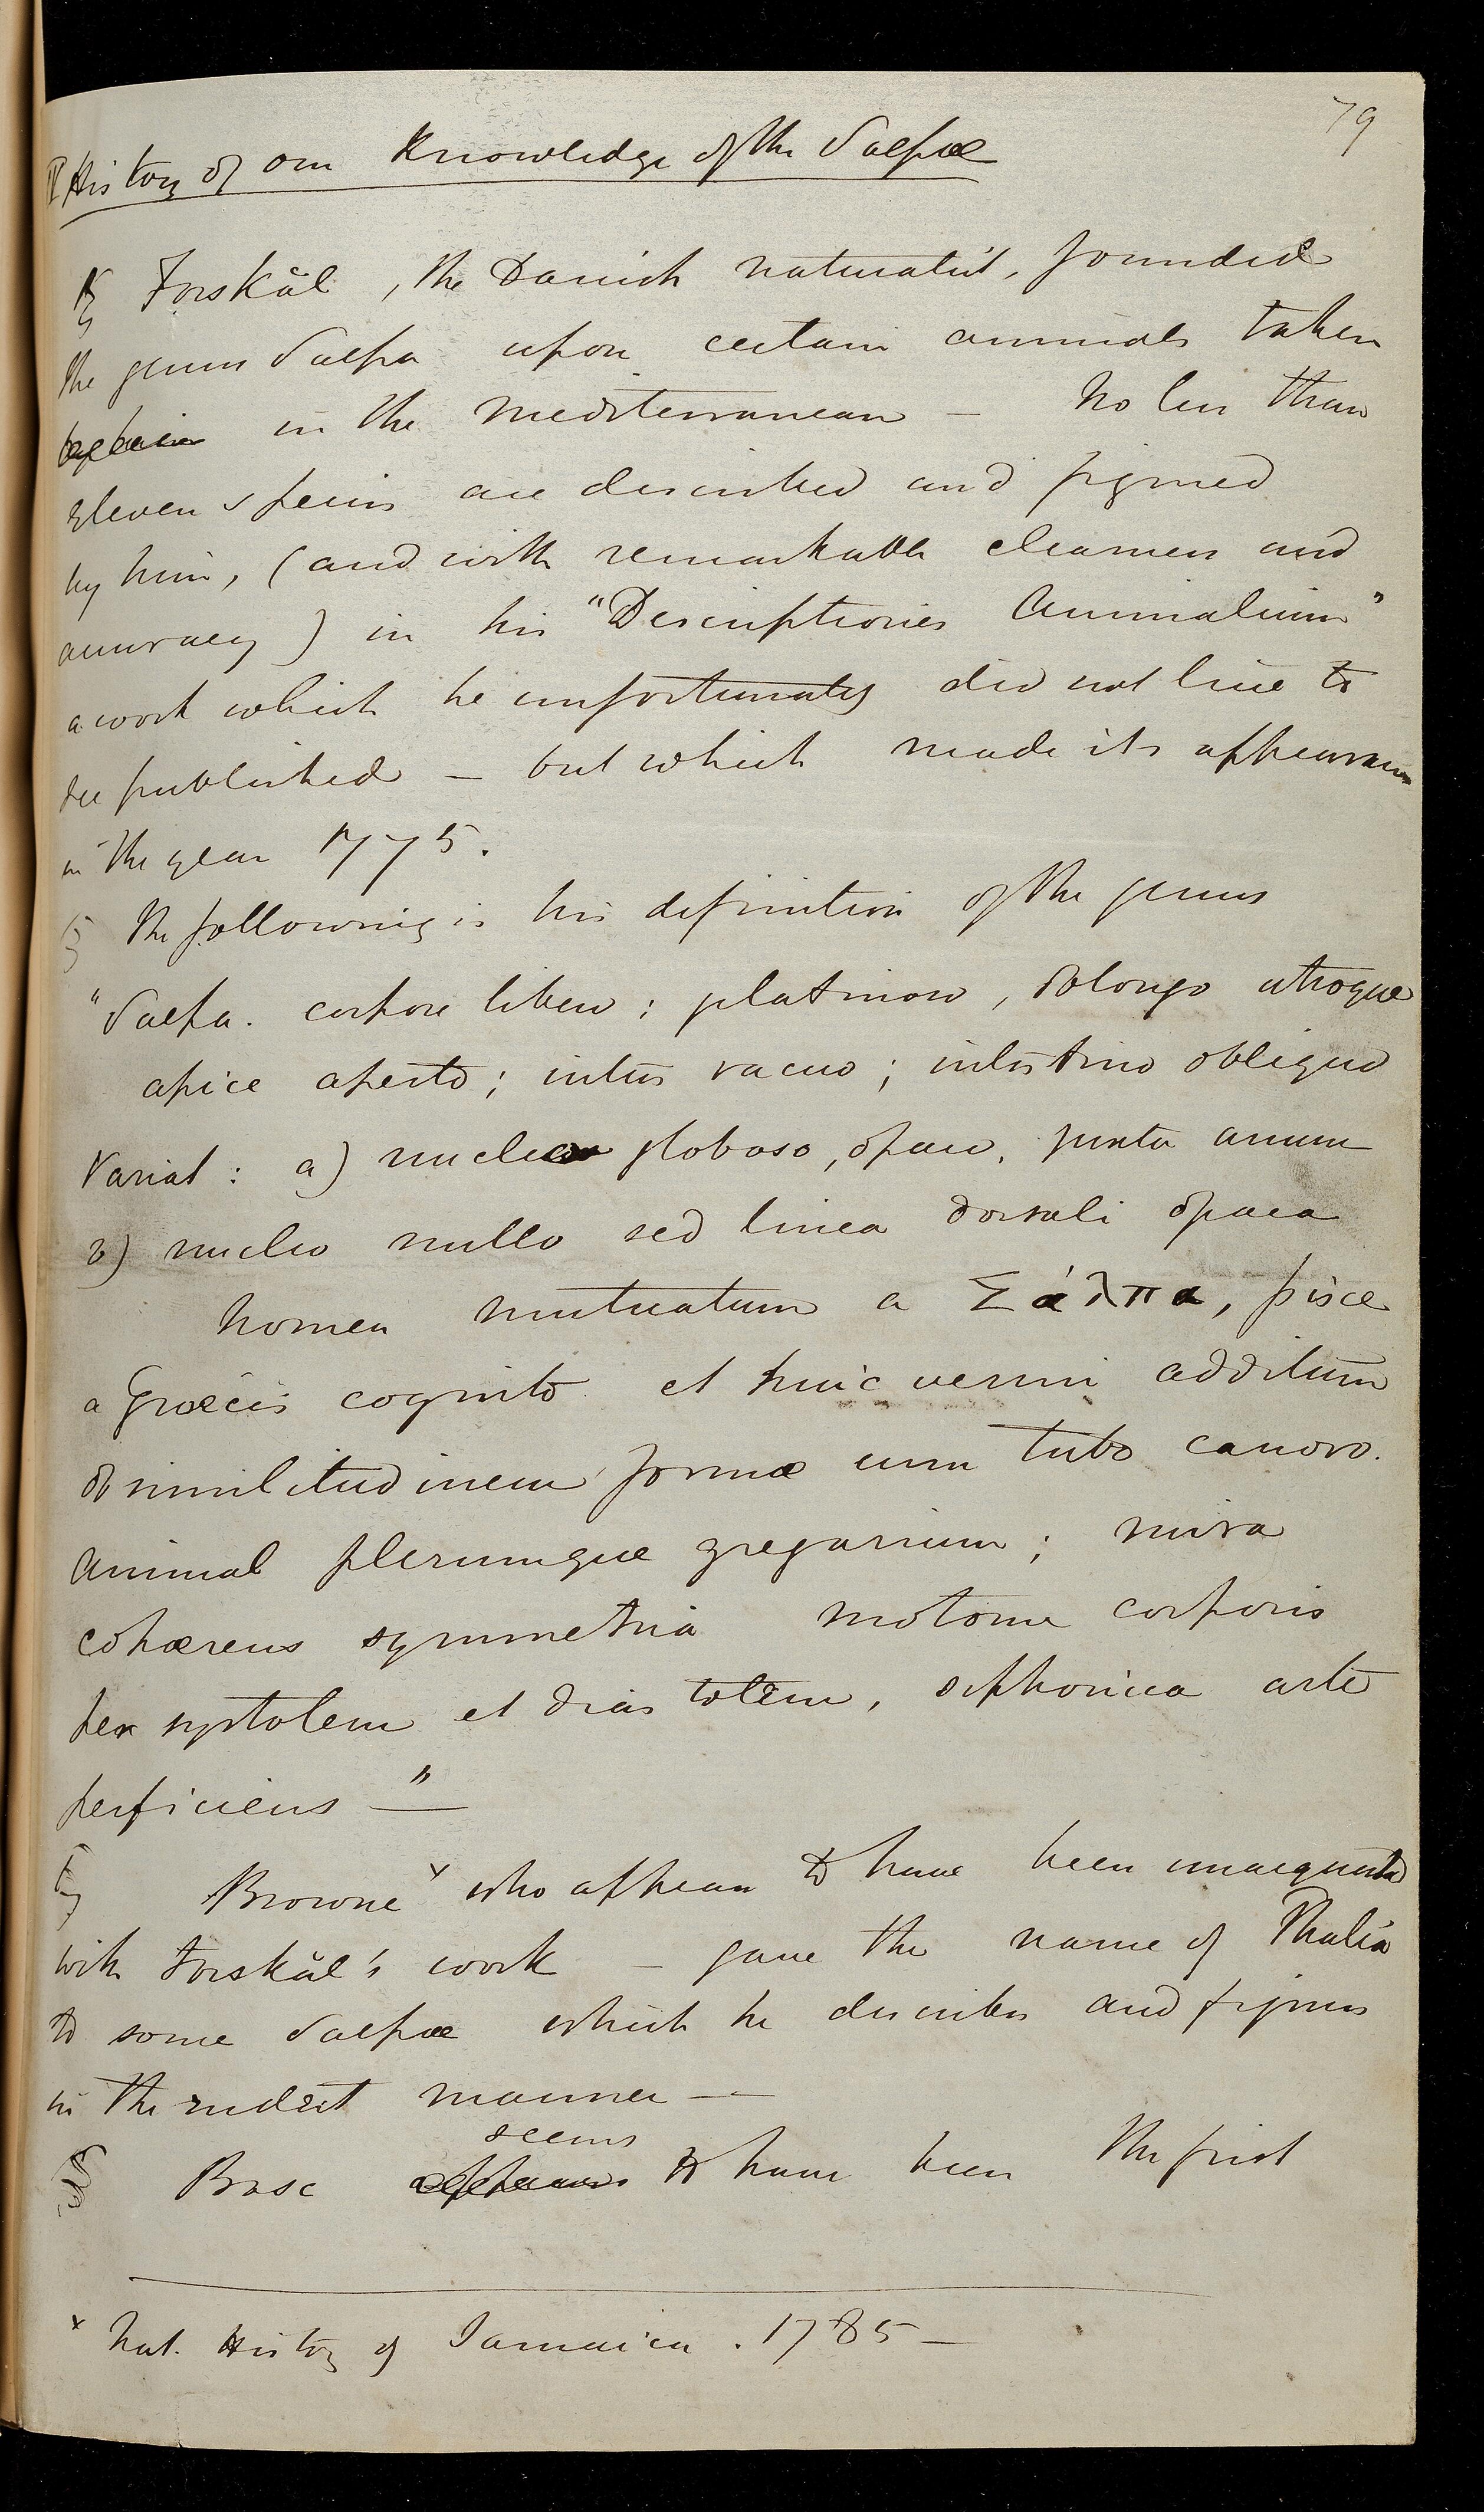 79
II History of our Knowledge of the Salpæ
§ Forskål, the Danish naturalist, founded
the genus Salpa upon certain animals taken
in the Mediterranean — No less than
eleven species are described and figured
by him, (and with remarkable clearness and
accuracy) in his "Descriptiones Animalium"
a work which he unfortunately did not live to
see published — but which made its appearance
in the year 1775.
§ The following is his definition of the genus
"Salpa. corpore libero; gelatinoso, oblongo utroque
apice aperto; intus vacuo; intestino obliquo
Variat: a) nucleo globoso, opaco, juxta anum
b) nucleo nullo sed linea dorsali opaca
Nomen mutuatum a Σάλπα, pisce
a Græcis cognito et huic vermi additum
ob similitudinem formæ cum tubo canoro.
Animal plerumque gregarium; mira
cohærens symmetria motum corporis
per systolem et diastolem, siphonica arte
perficiens" —
§ Browne x who appears to have been unacquainted
with Forskål's work — gave the name of Thalia
to some Salpæ which he describes and figures
in the rudest manner —
seems
§ Bosc appears to have been the first
x Nat. History of Jamaica. 1785 —